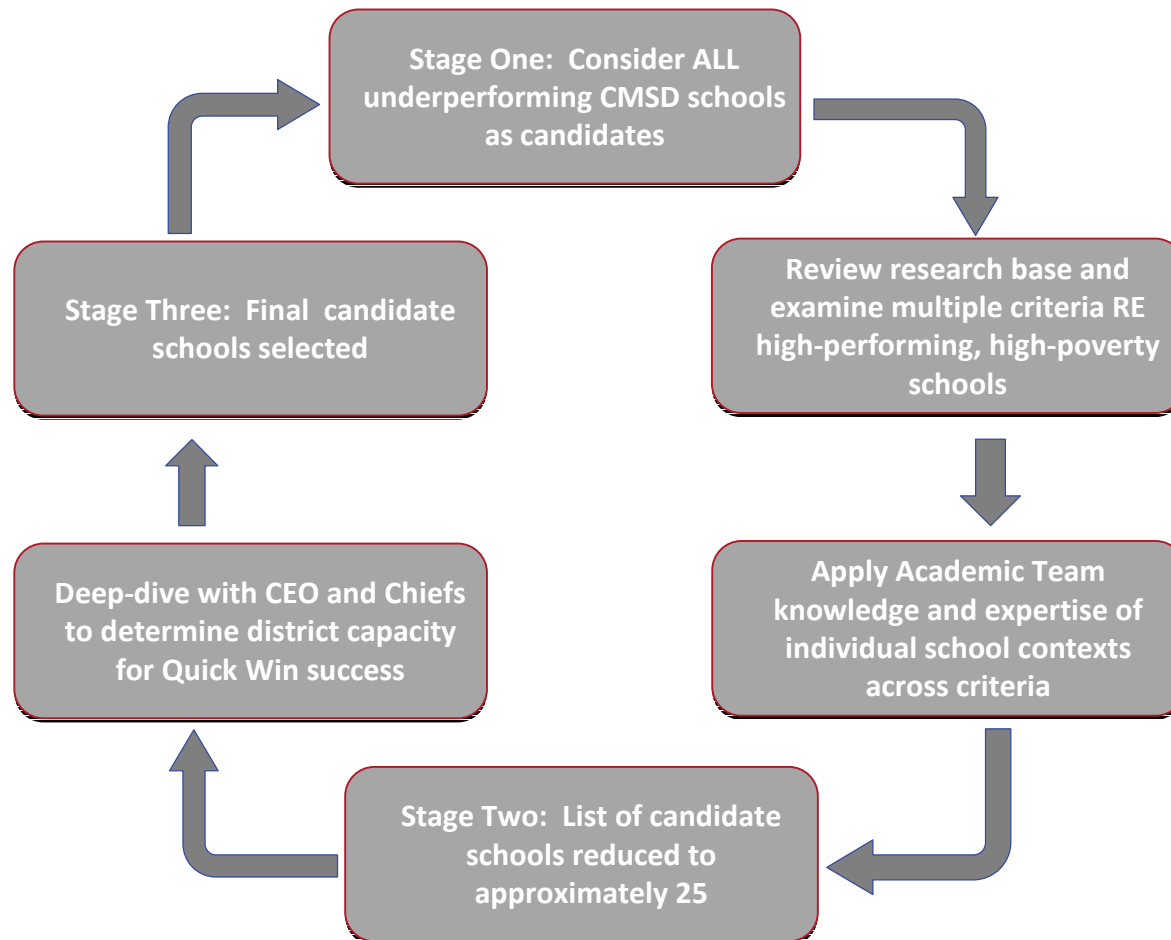 Stage One:  Consider ALL
underperforming CMSD schools
as candidates
Review research base and
examine multiple criteria RE
high-performing, high-poverty
schools
Apply Academic Team
knowledge and expertise of
individual school contexts
across criteria
Stage Two:  List of candidate
schools reduced to
approximately 25
Deep-dive with CEO and Chiefs
to determine district capacity
for Quick Win success
Stage Three:  Final  candidate
schools selected